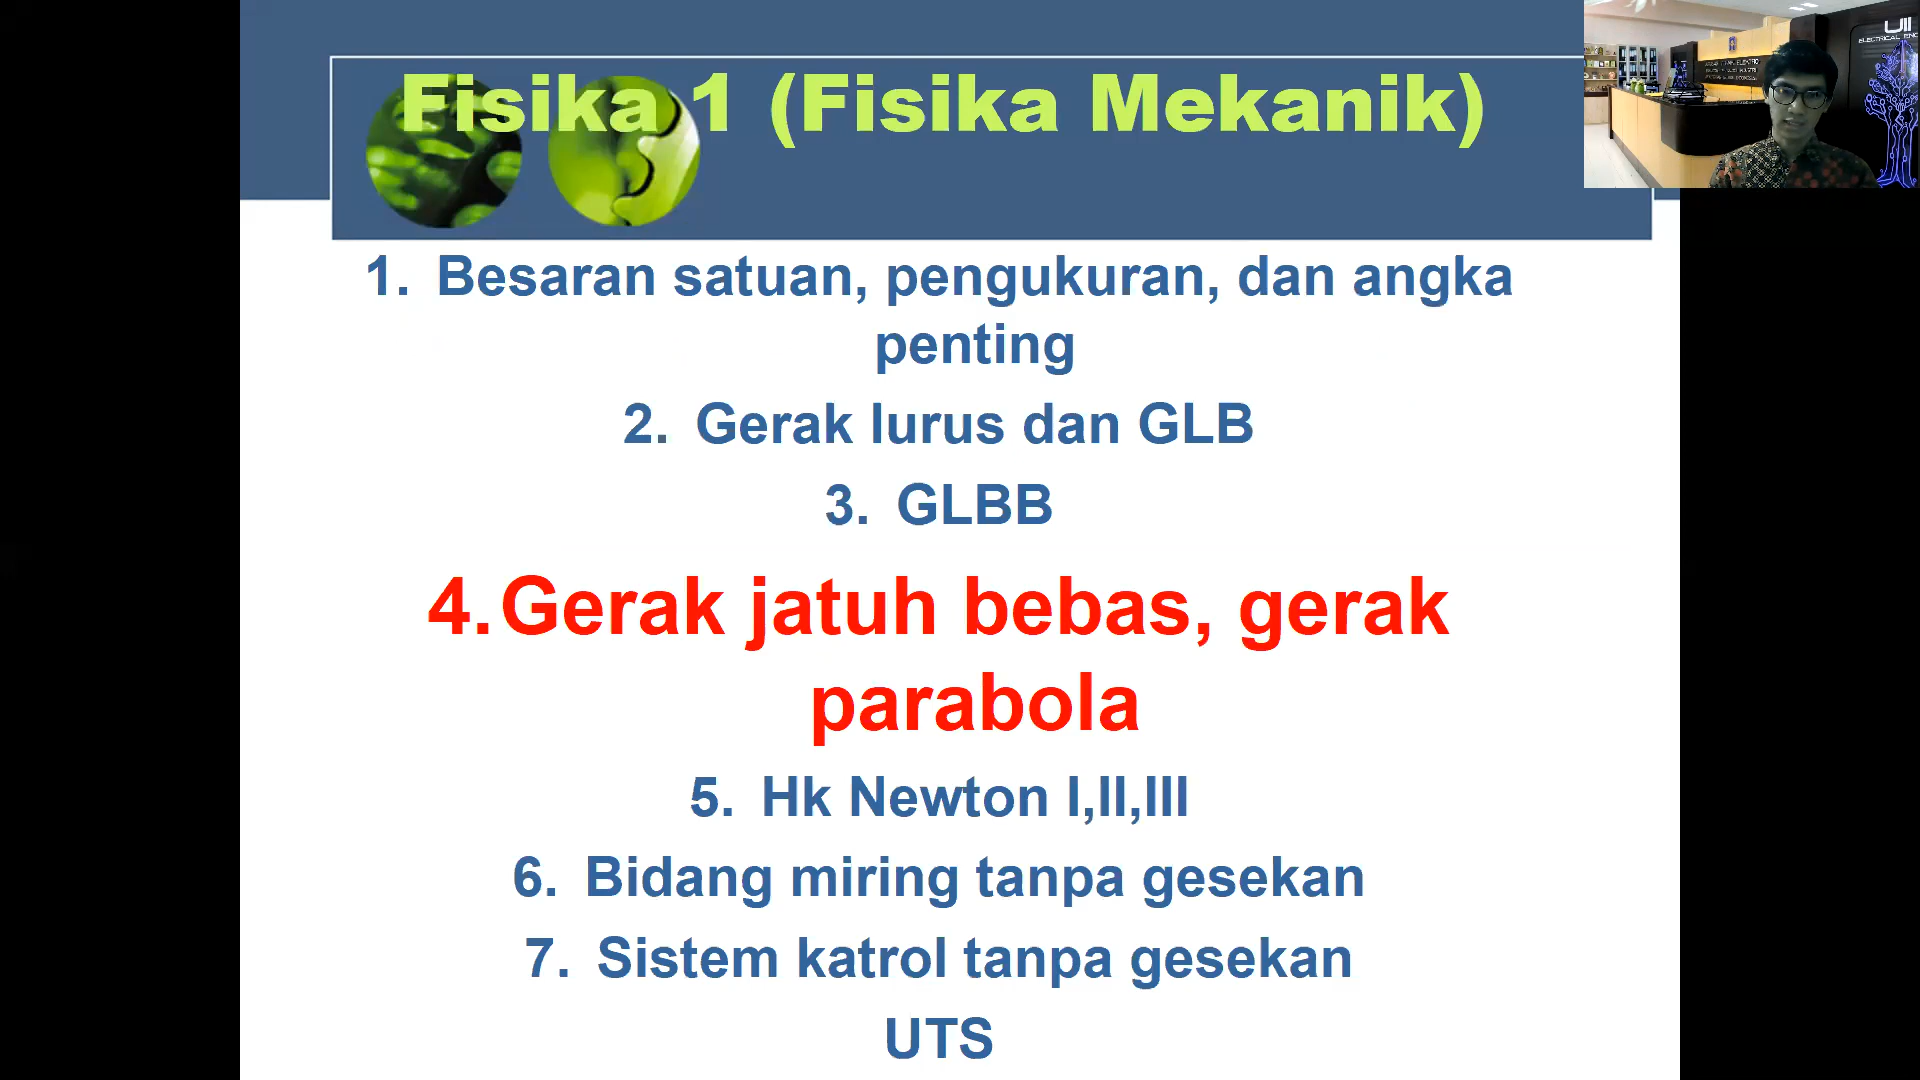 Fisika 1 (Fisika Mekanik)
UII
ELECTRICAL ENG
1. Besaran satuan, pengukuran, dan angka
penting
2. Gerak lurus dan GLB
3. GLBB
4. Gerak jatuh bebas, gerak
parabola
5. Hk Newton I,II,III
6. Bidang miring tanpa gesekan
7. Sistem katrol tanpa gesekan
UTS